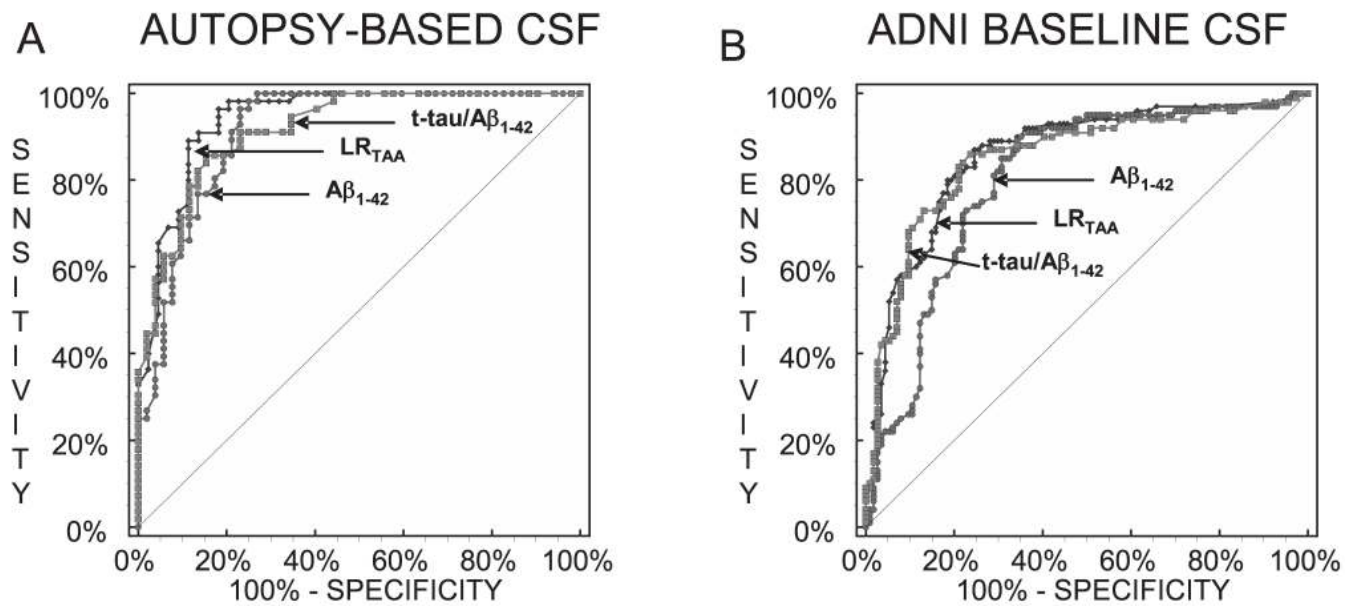 A
AUTOPSY-BASED CSF
100%
80%
60%
40%
20%
0%
SENSITIVITY
t-tau/Aβ1-42
LRTAA
Aβ1-42
0% 20% 40% 60% 80% 100%
100% - SPECIFICITY
B
ADNI BASELINE CSF
100%
80%
60%
40%
20%
0%
SENSITIVITY
Aβ1-42
LRTAA
t-tau/Aβ1-42
0% 20% 40% 60% 80% 100%
100% - SPECIFICITY